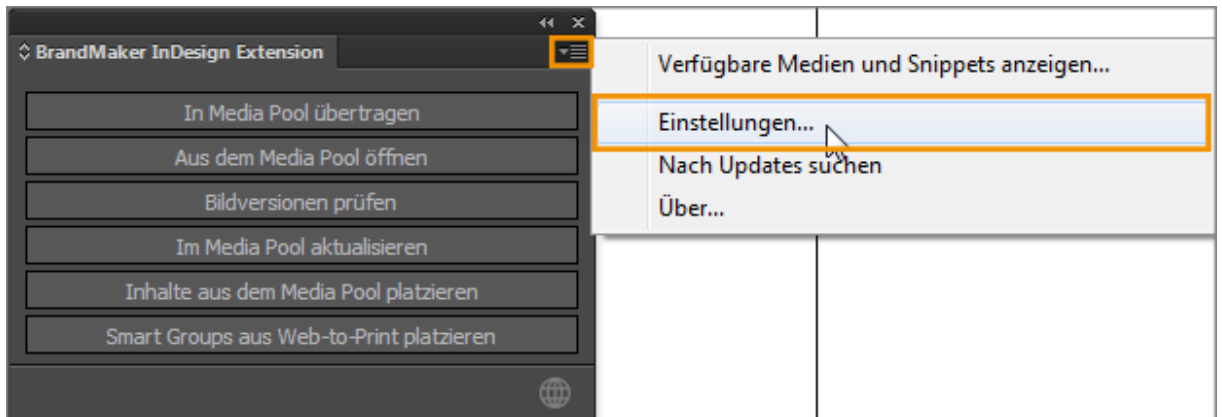 BrandMaker InDesign Extension
In Media Pool übertragen
Aus dem Media Pool öffnen
Bildversionen prüfen
Im Media Pool aktualisieren
Inhalte aus dem Media Pool platzieren
Smart Groups aus Web-to-Print platzieren
Verfügbare Medien und Snippets anzeigen...
Einstellungen...
Nach Updates suchen
Über...